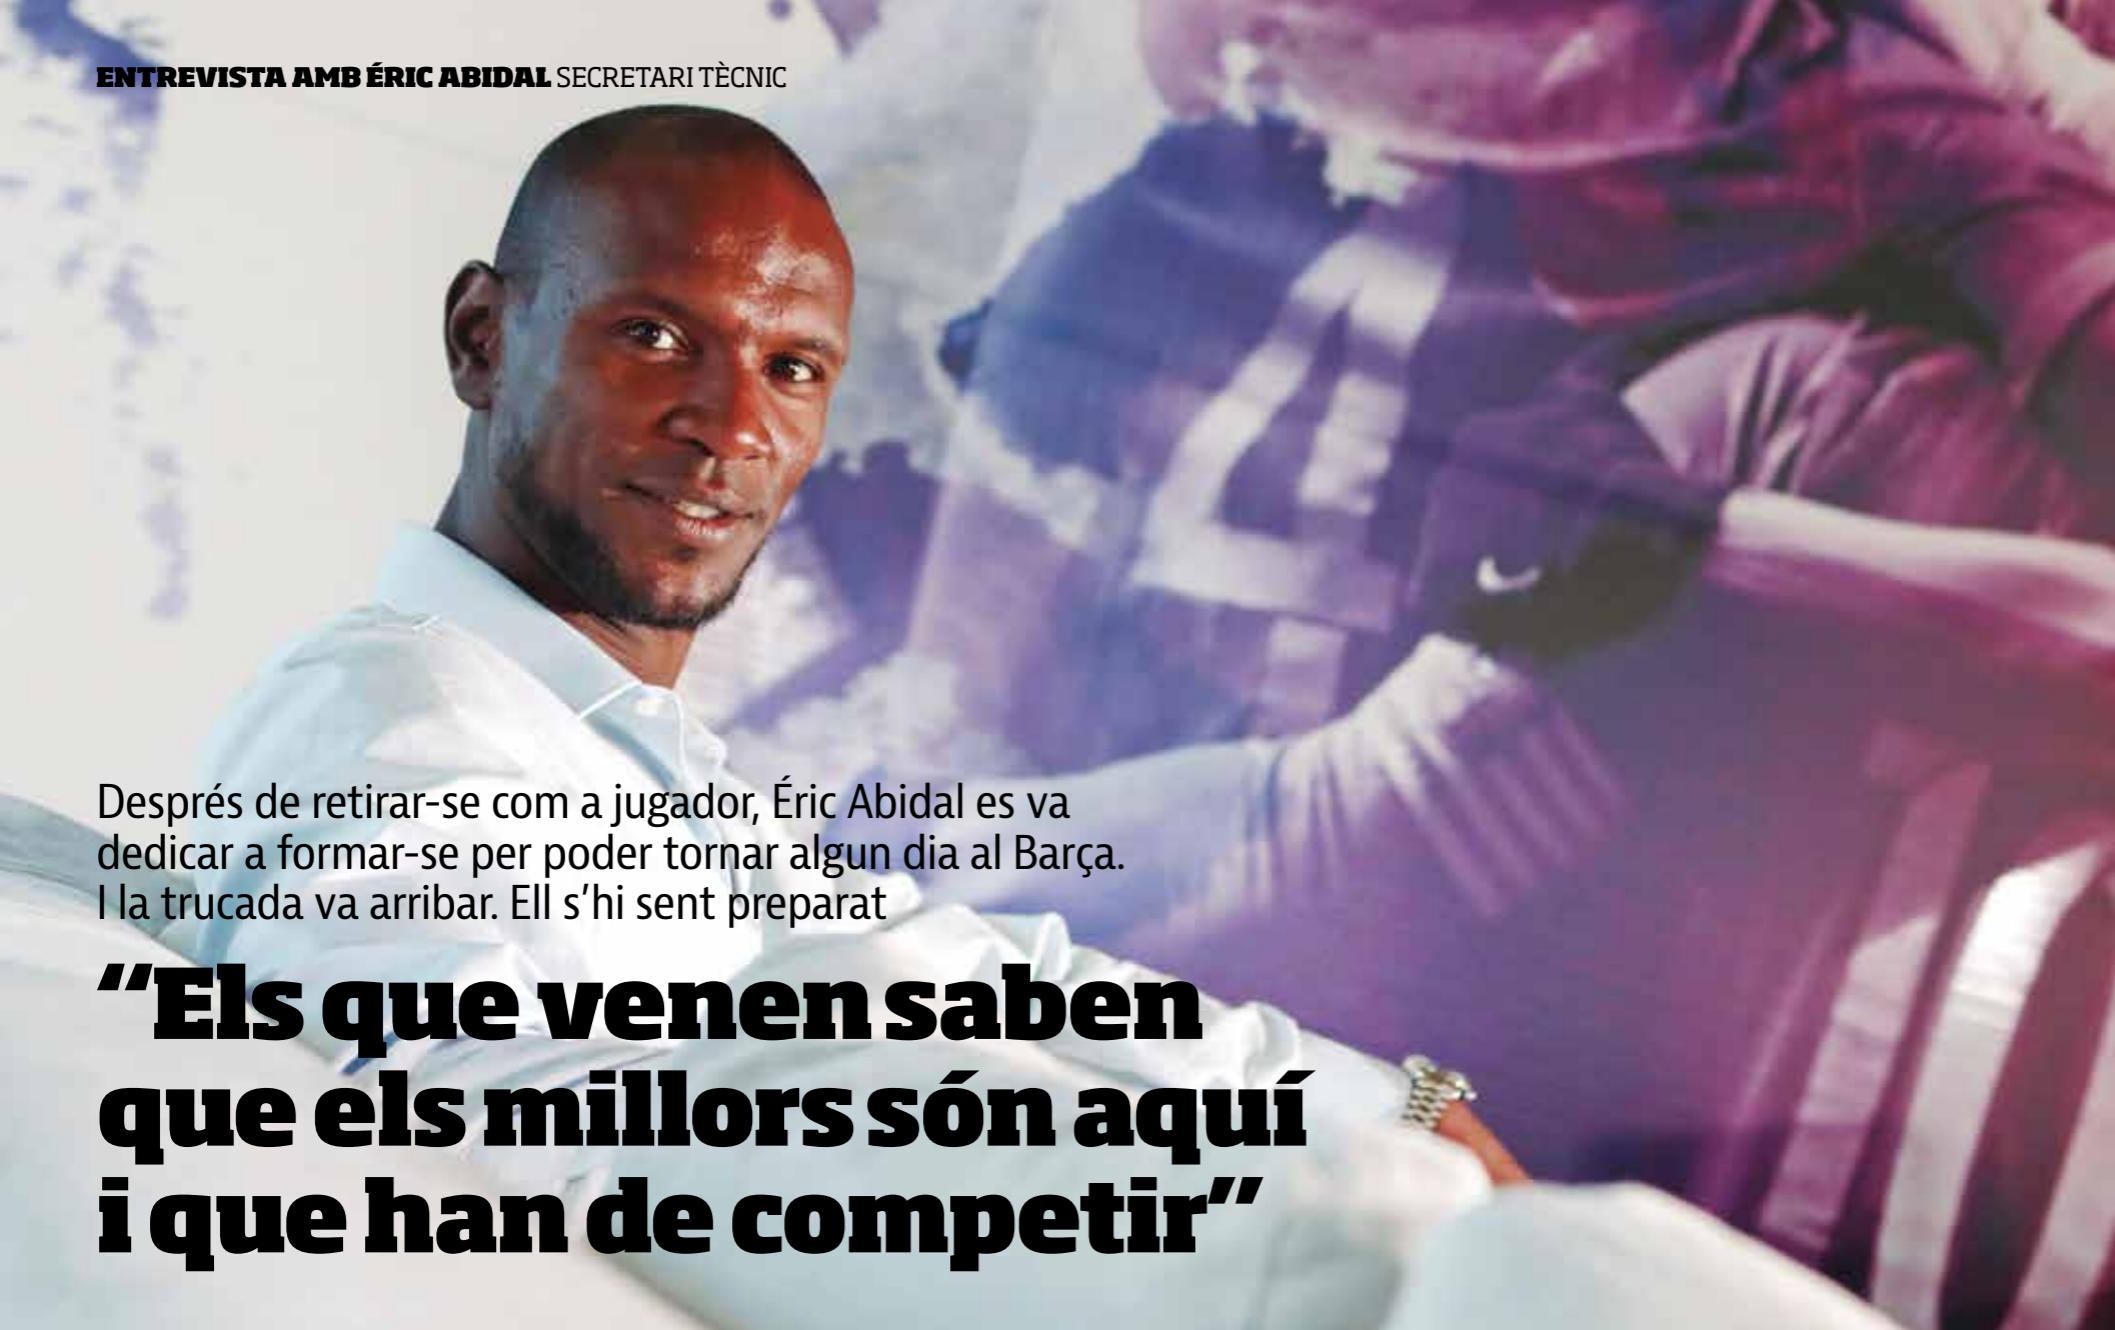 ENTREVISTA AMB ÉRIC ABIDAL SECRETARI TÈCNIC
Després de retirar-se com a jugador, Éric Abidal es va
dedicar a formar-se per poder tornar algun dia al Barça.
I la trucada va arribar. Ell s’hi sent preparat
“Els que venen saben
que els millors són aquí
i que han de competir”